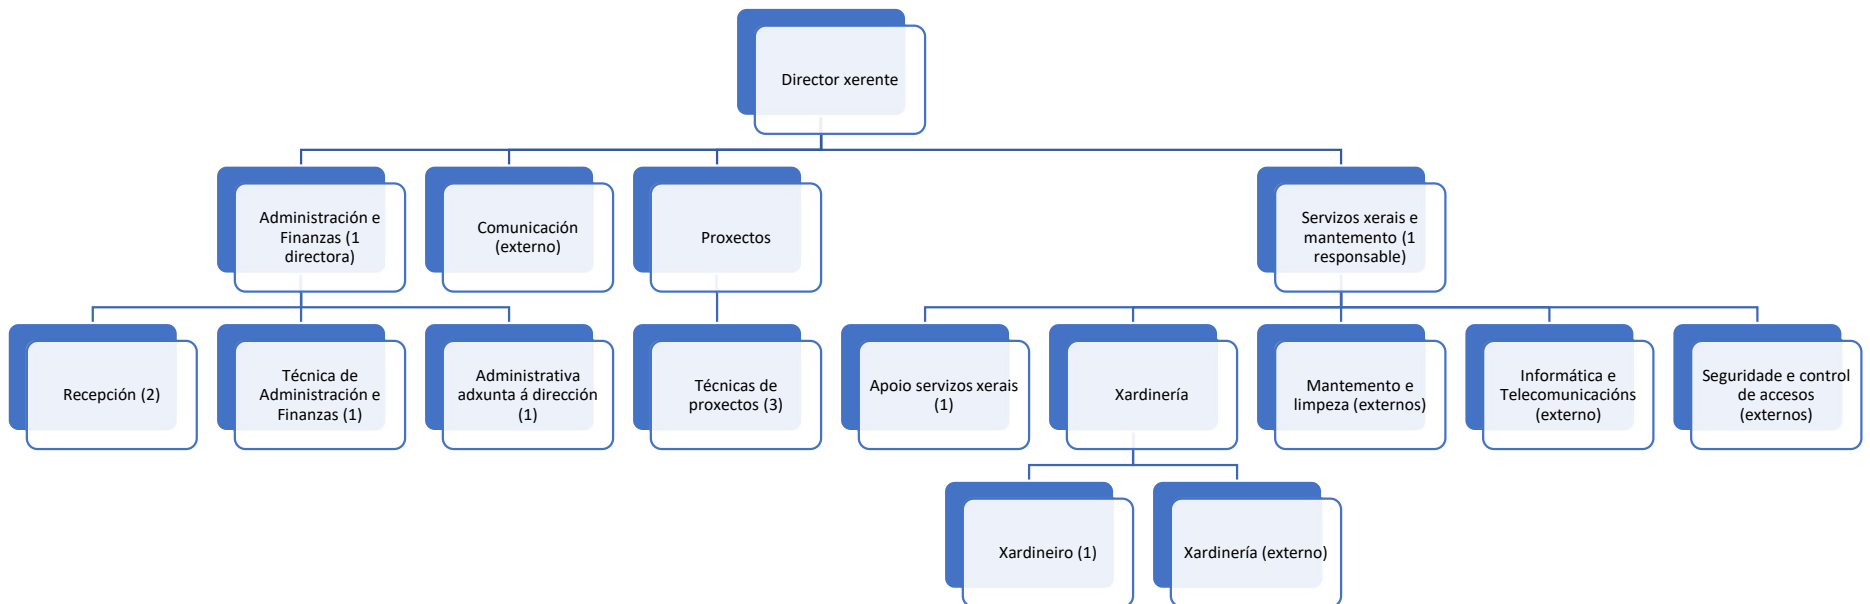 Director xerente
Administración e
Finanzas (1
directora)
Comunicación
(externo)
Proxectos
Servizos xerais e
mantemento (1
responsable)
Recepción (2)
Técnica de
Administración e
Finanzas (1)
Administrativa
adxunta á dirección
(1)
Técnicas de
proxectos (3)
Apoio servizos xerais
(1)
Xardinería
Mantemento e
limpeza (externos)
Informática e
Telecomunicacións
(externo)
Seguridade e control
de accesos
(externos)
Xardineiro (1)
Xardinería (externo)